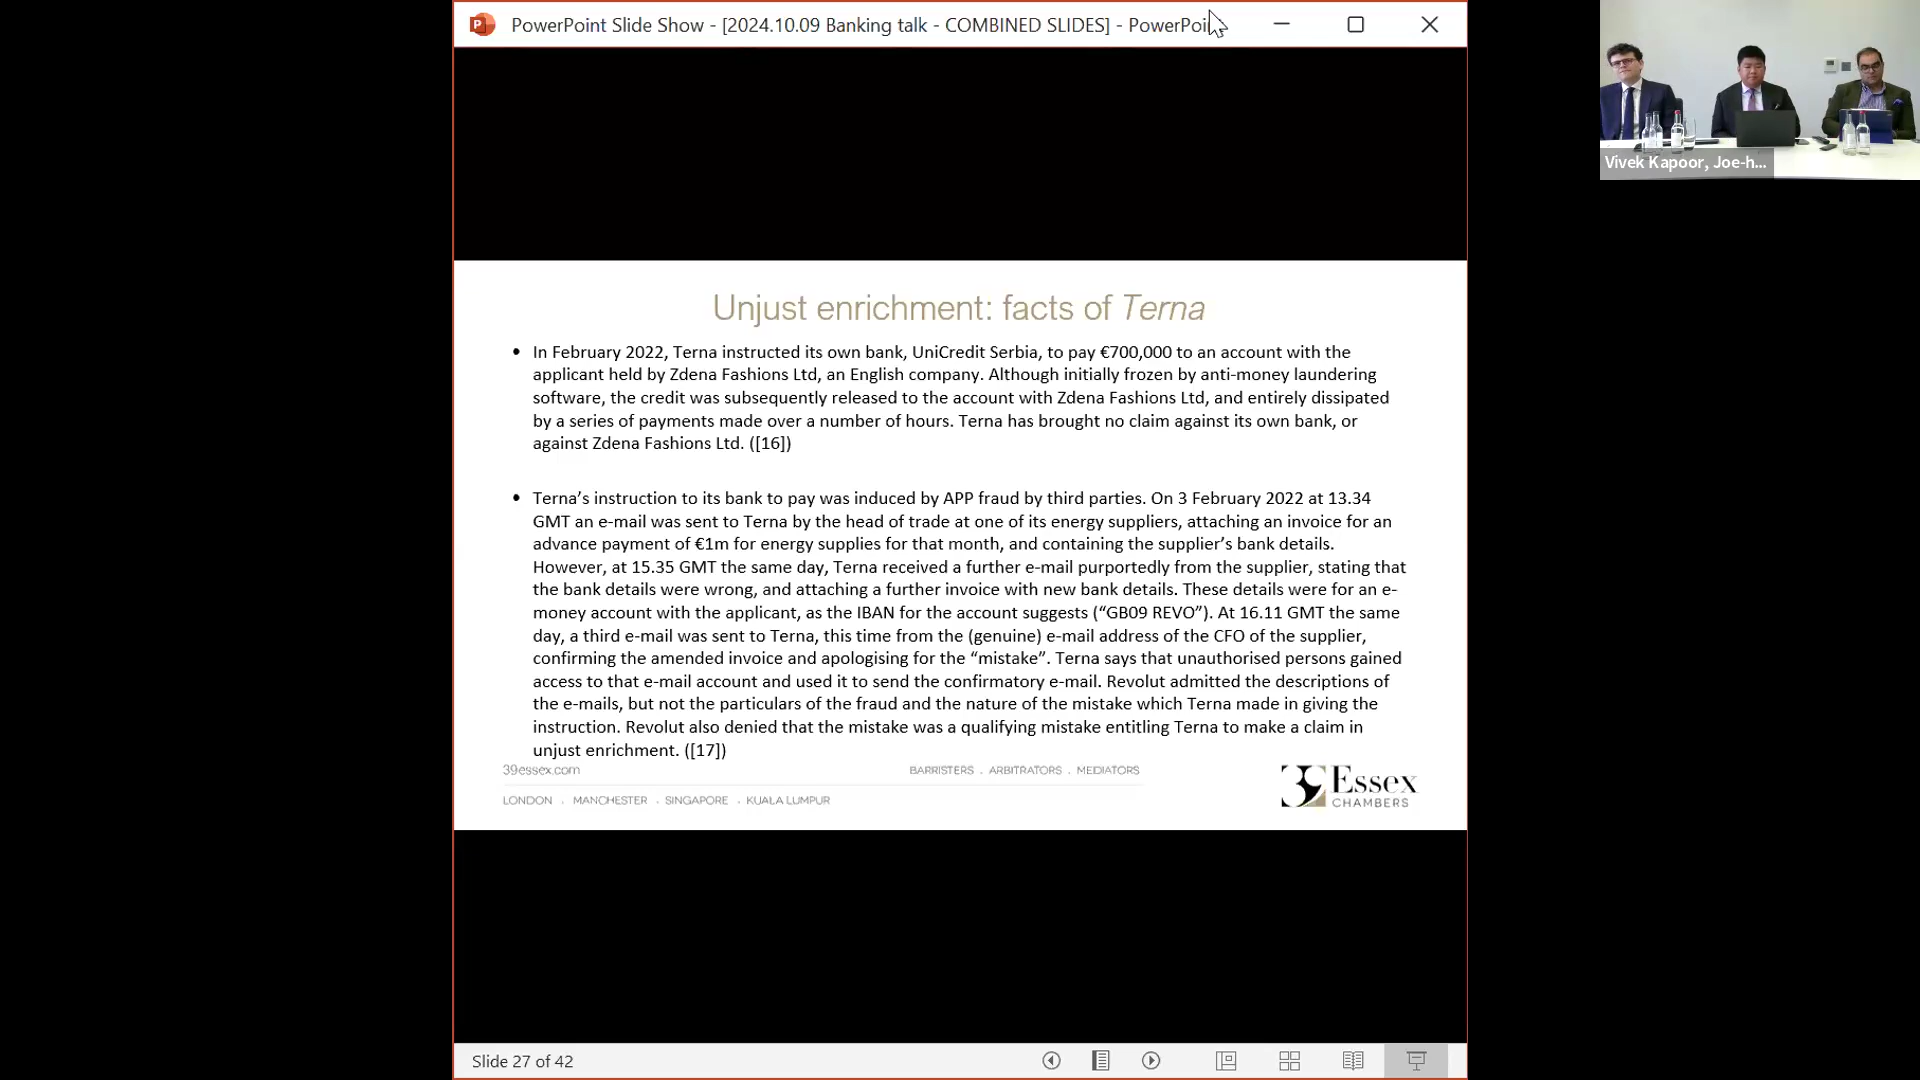 PowerPoint Slide Show - [2024.10.09 Banking talk - COMBINED SLIDES] - PowerPoin
Vivek Kapoor, Joe-h...
Unjust enrichment: facts of Terna
• In February 2022, Terna instructed its own bank, UniCredit Serbia, to pay €700,000 to an account with the
applicant held by Zdena Fashions Ltd, an English company. Although initially frozen by anti-money laundering
software, the credit was subsequently released to the account with Zdena Fashions Ltd, and entirely dissipated
by a series of payments made over a number of hours. Terna has brought no claim against its own bank, or
against Zdena Fashions Ltd. ([16])
• Terna’s instruction to its bank to pay was induced by APP fraud by third parties. On 3 February 2022 at 13.34
GMT an e-mail was sent to Terna by the head of trade at one of its energy suppliers, attaching an invoice for an
advance payment of €1m for energy supplies for that month, and containing the supplier’s bank details.
However, at 15.35 GMT the same day, Terna received a further e-mail purportedly from the supplier, stating that
the bank details were wrong, and attaching a further invoice with new bank details. These details were for an e-
money account with the applicant, as the IBAN for the account suggests (“GB09 REVO”). At 16.11 GMT the same
day, a third e-mail was sent to Terna, this time from the (genuine) e-mail address of the CFO of the supplier,
confirming the amended invoice and apologising for the “mistake”. Terna says that unauthorised persons gained
access to that e-mail account and used it to send the confirmatory e-mail. Revolut admitted the descriptions of
the e-mails, but not the particulars of the fraud and the nature of the mistake which Terna made in giving the
instruction. Revolut also denied that the mistake was a qualifying mistake entitling Terna to make a claim in
unjust enrichment. ([17])
39essex.com
BARRISTERS . ARBITRATORS . MEDIATORS
LONDON . MANCHESTER . SINGAPORE . KUALA LUMPUR
39 Essex
CHAMBERS
Slide 27 of 42